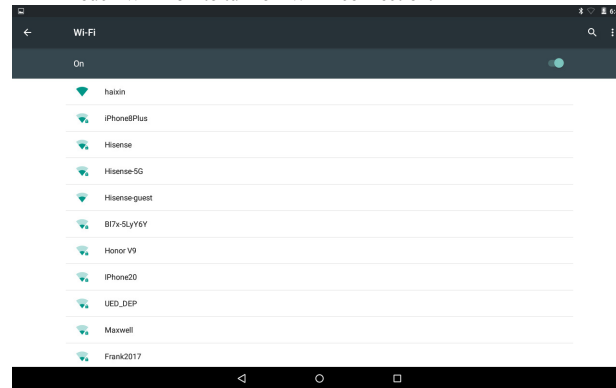 Wi-Fi
On
haixin
iPhone8Plus
Hisense
Hisense-5G
Hisense-guest
BI7x-5LyY6Y
Honor V9
IPhone20
UED_DEP
Maxwell
Frank2017